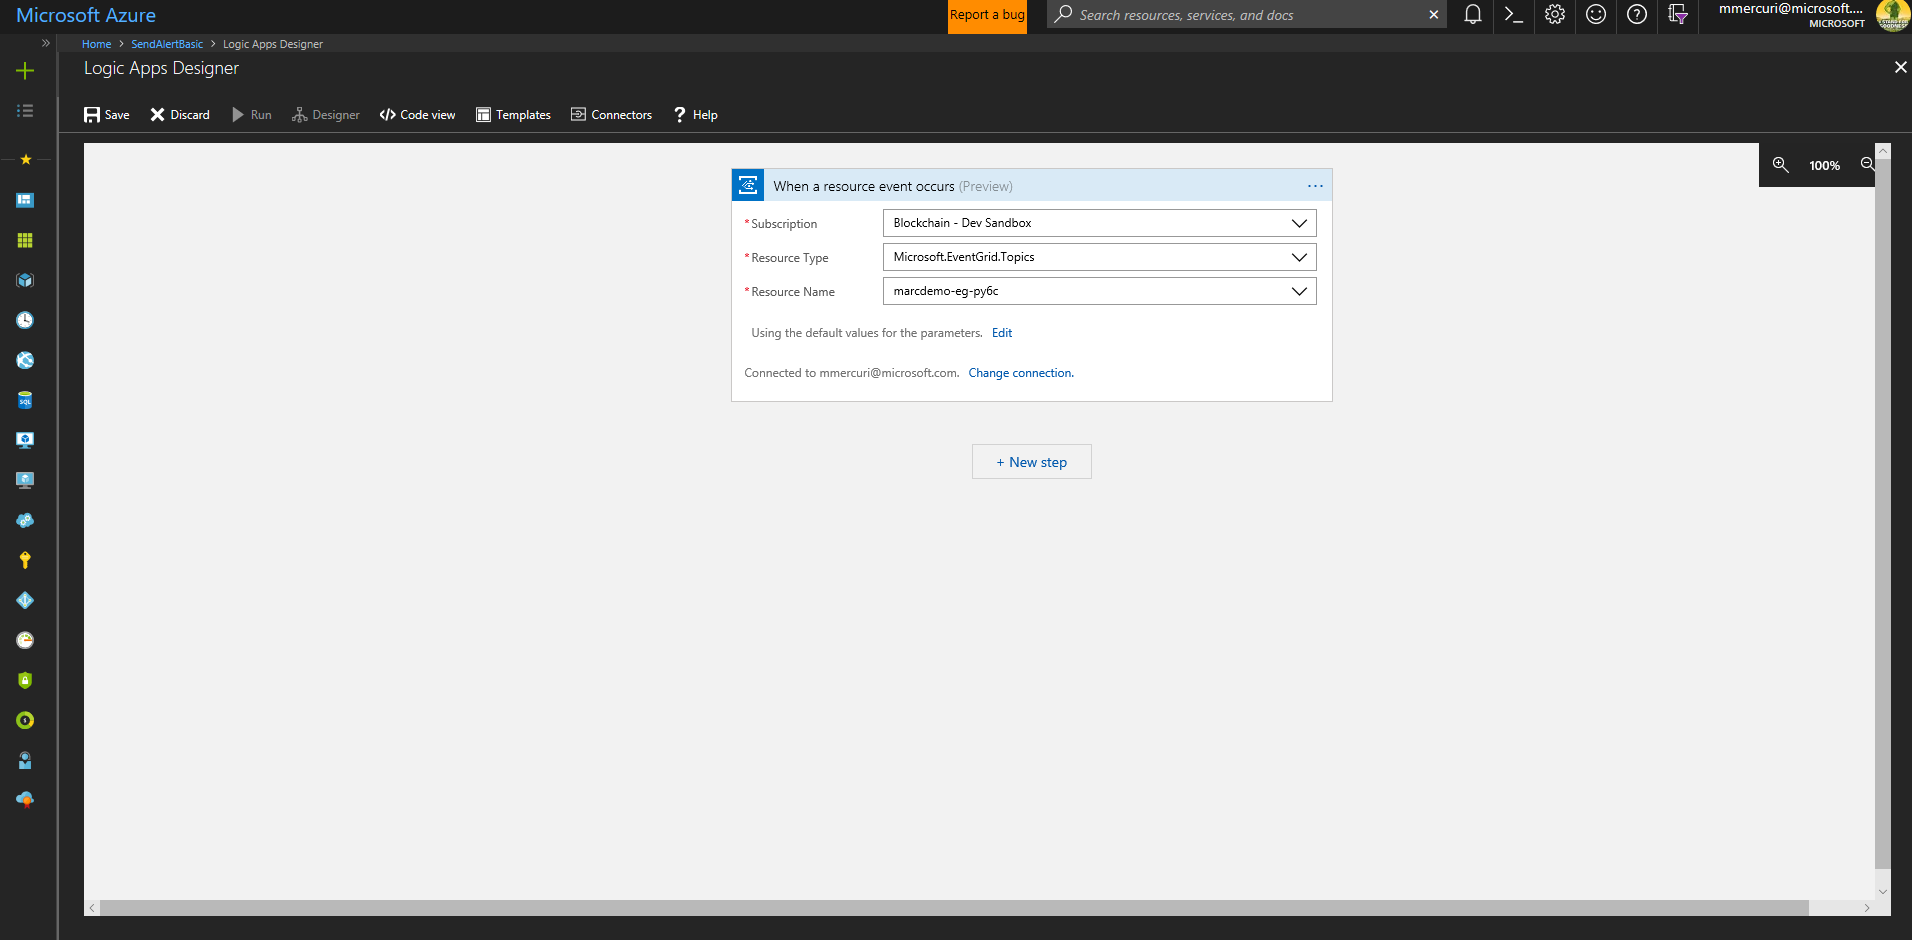 Microsoft Azure
Report a bug
Search resources, services, and docs
mmercuri@microsoft....
MICROSOFT
Home > SendAlertBasic > Logic Apps Designer
Logic Apps Designer
Save Discard Run Designer Code view Templates Connectors Help
100%
When a resource event occurs (Preview) ...
*Subscription Blockchain - Dev Sandbox
*Resource Type Microsoft.EventGrid.Topics
*Resource Name marcdemo-eg-py6c
Using the default values for the parameters. Edit
Connected to mmercuri@microsoft.com. Change connection.
+ New step
SQL